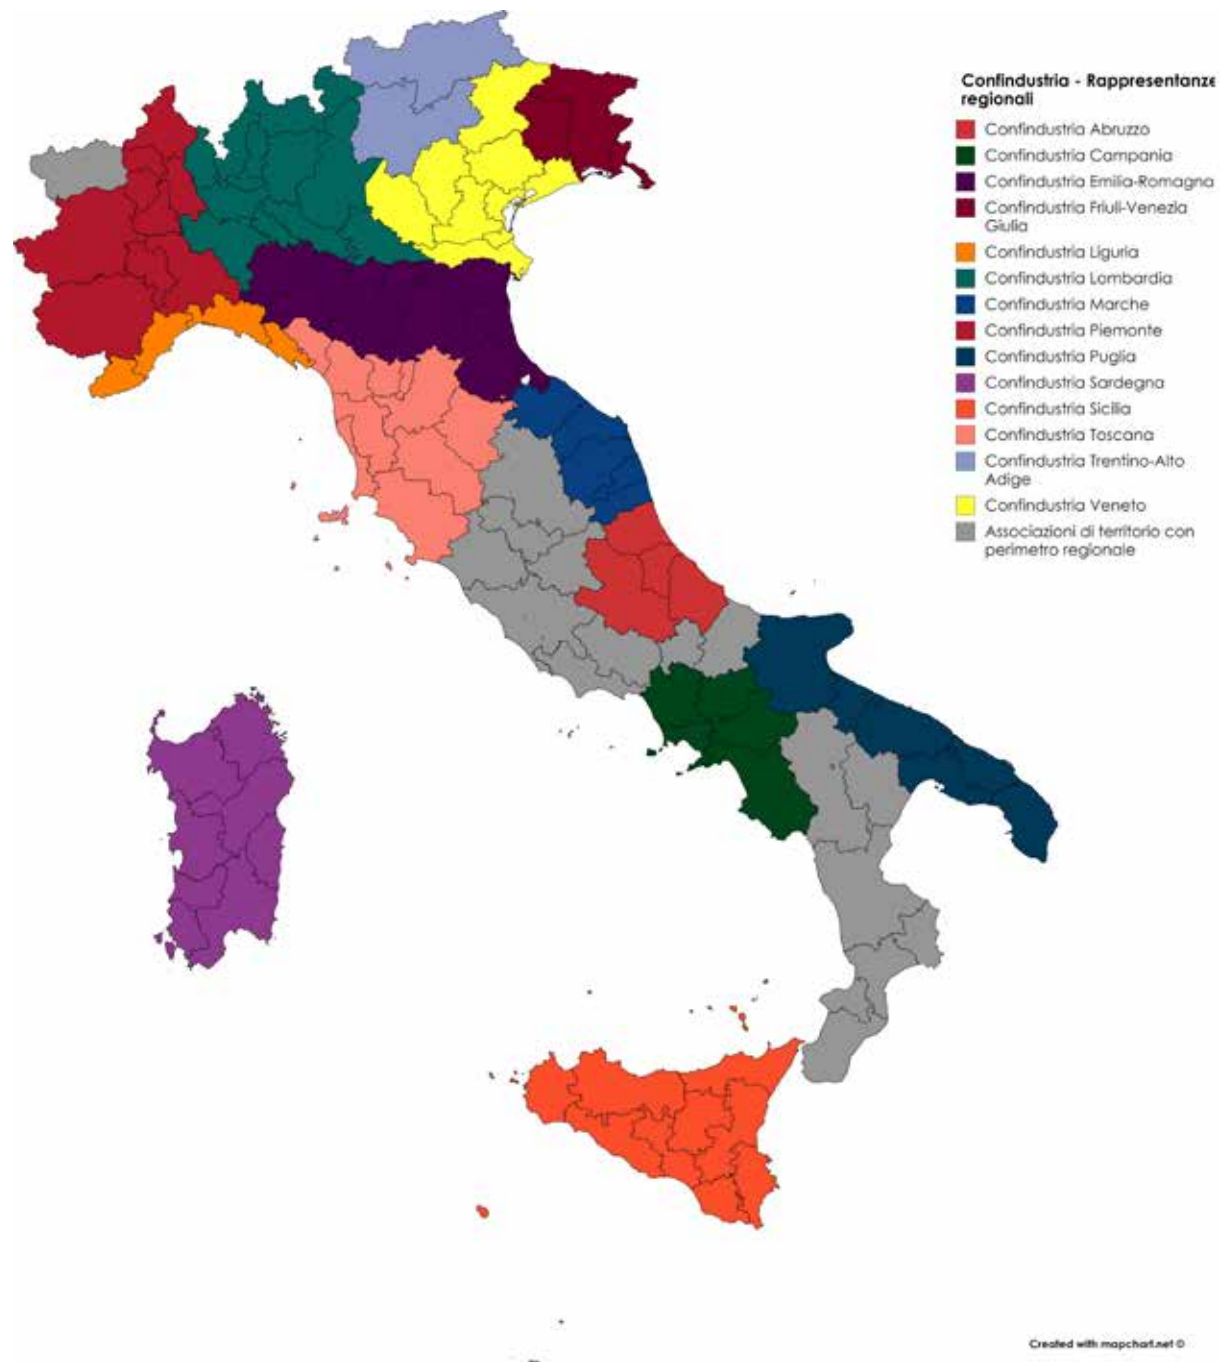 Confindustria - Rappresentanze
regionali
Confindustria Abruzzo
Confindustria Campania
Confindustria Emilia-Romagna
Confindustria Friuli-Venezia
Giulia
Confindustria Liguria
Confindustria Lombardia
Confindustria Marche
Confindustria Piemonte
Confindustria Puglia
Confindustria Sardegna
Confindustria Sicilia
Confindustria Toscana
Confindustria Trentino-Alto
Adige
Confindustria Veneto
Associazioni di territorio con
perimetro regionale
Created with mapchart.net ©